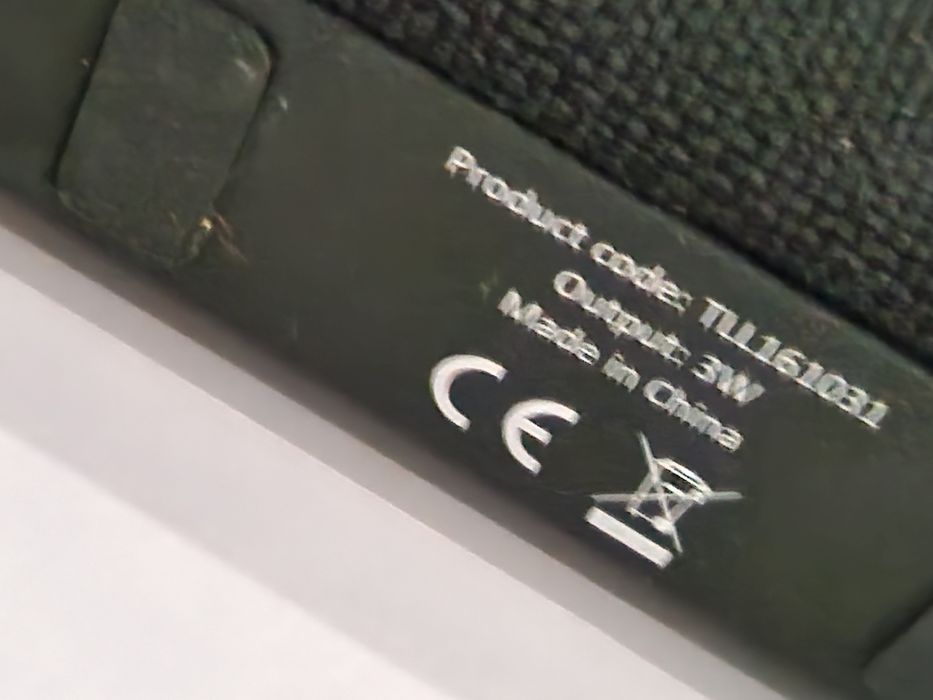 Product code: TLL161031
Output: 3W
Made in China
CE